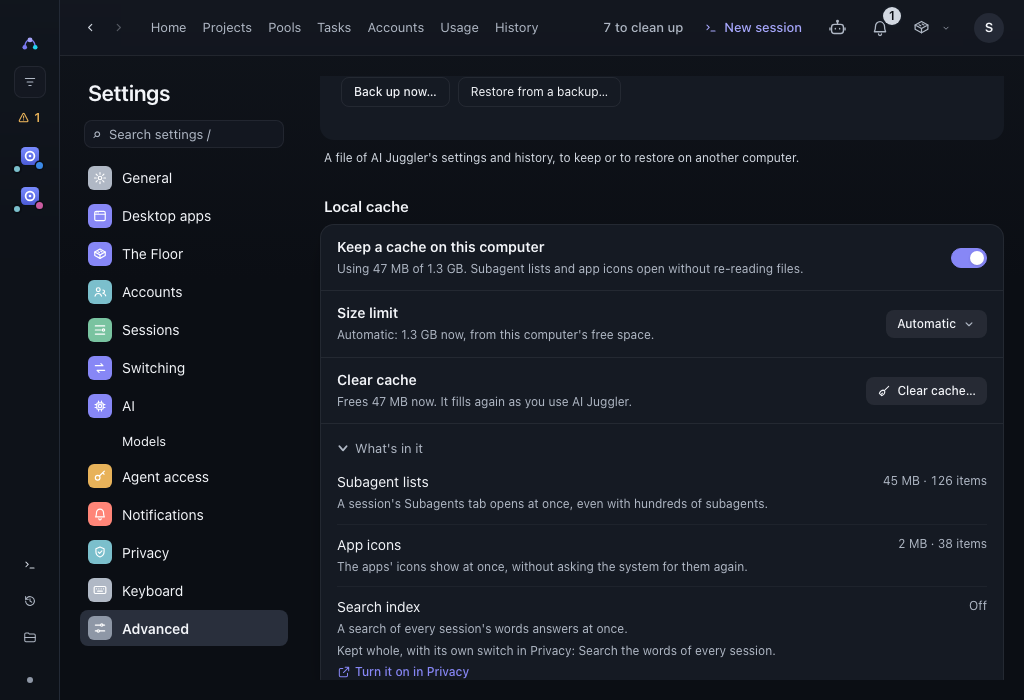 Home Projects Pools Tasks Accounts Usage History 7 to clean up New session 1 S
1
Settings
Search settings /
General
Desktop apps
The Floor
Accounts
Sessions
Switching
AI
Models
Agent access
Notifications
Privacy
Keyboard
Advanced
Back up now... Restore from a backup...
A file of AI Juggler's settings and history, to keep or to restore on another computer.
Local cache
Keep a cache on this computer
Using 47 MB of 1.3 GB. Subagent lists and app icons open without re-reading files.
Size limit
Automatic: 1.3 GB now, from this computer's free space.
Automatic
Clear cache
Frees 47 MB now. It fills again as you use AI Juggler.
Clear cache...
What's in it
Subagent lists
45 MB · 126 items
A session's Subagents tab opens at once, even with hundreds of subagents.
App icons
2 MB · 38 items
The apps' icons show at once, without asking the system for them again.
Search index
Off
A search of every session's words answers at once.
Kept whole, with its own switch in Privacy: Search the words of every session.
Turn it on in Privacy